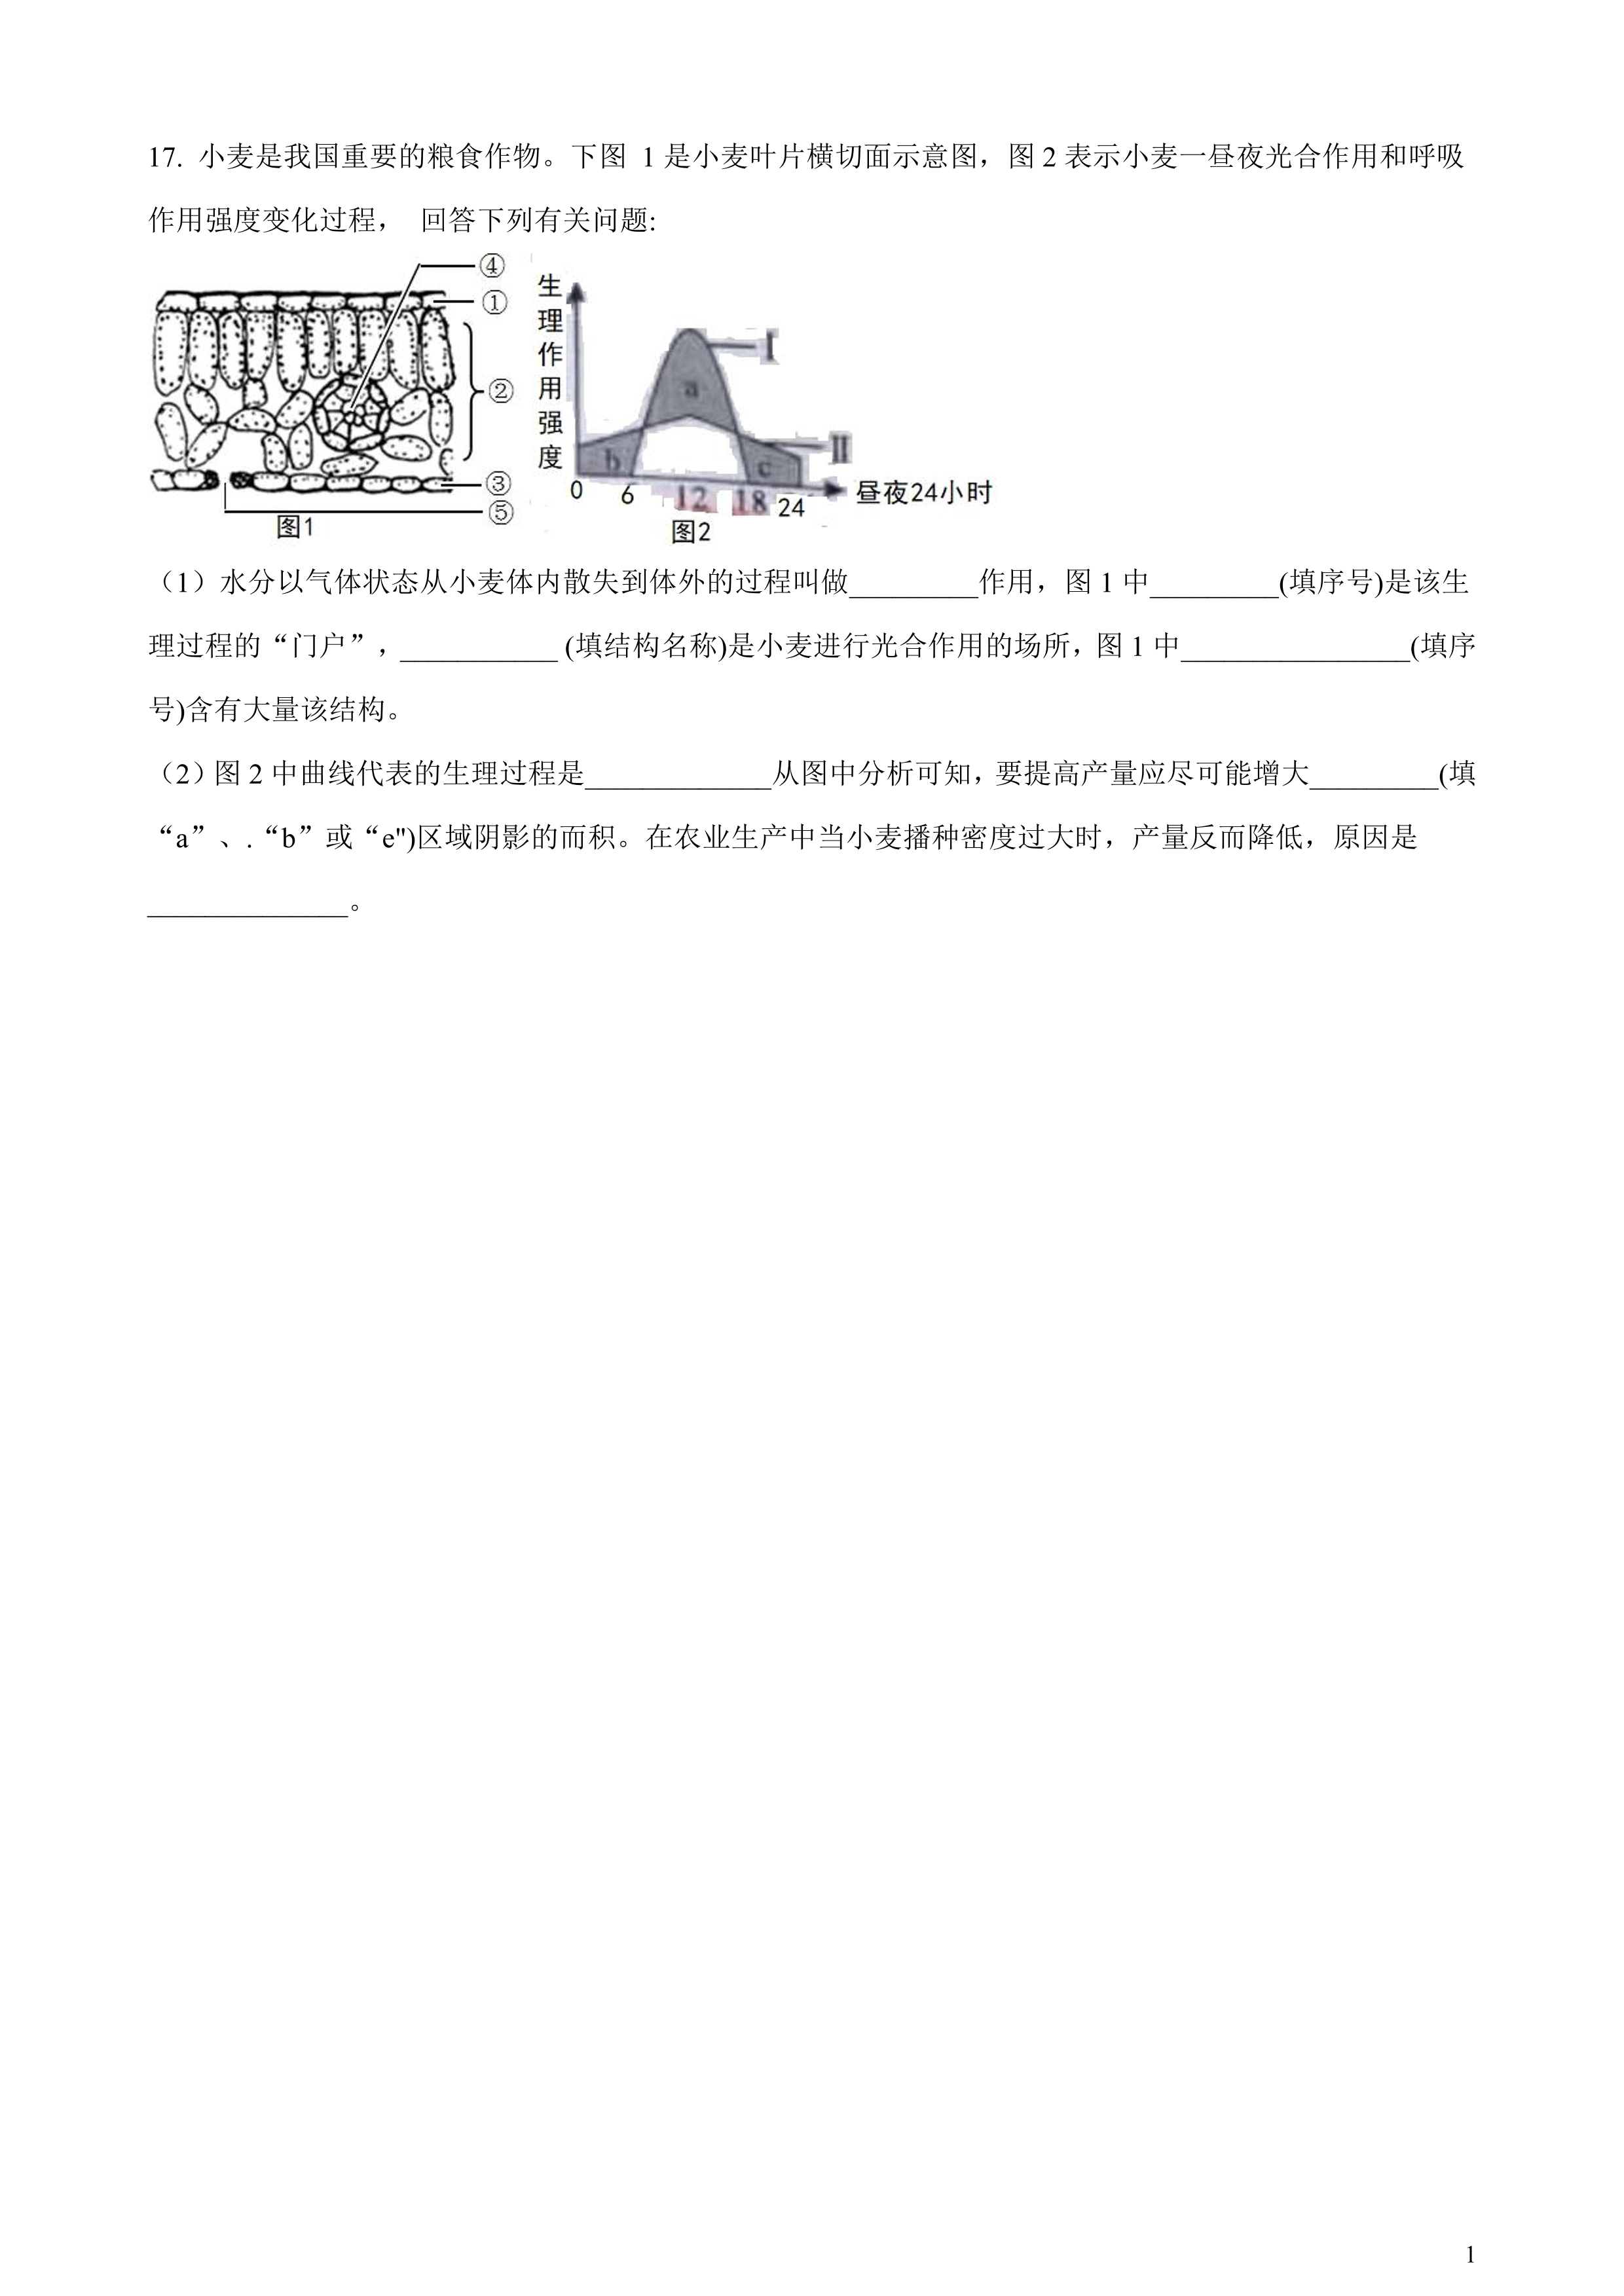 17. 小麦是我国重要的粮食作物。下图 1 是小麦叶片横切面示意图，图 2 表示小麦一昼夜光合作用和呼吸
作用强度变化过程， 回答下列有关问题:
④
①
②
③
⑤
图1
生理作用强度
I
a
II
b
c
0 6 12 18 24 昼夜24小时
图2
（1）水分以气体状态从小麦体内散失到体外的过程叫做_________作用，图 1 中_________(填序号)是该生
理过程的“门户”，___________ (填结构名称)是小麦进行光合作用的场所，图 1 中________________(填序
号)含有大量该结构。
（2）图 2 中曲线代表的生理过程是_____________从图中分析可知，要提高产量应尽可能增大_________(填
“a”、.“b”或“e")区域阴影的而积。在农业生产中当小麦播种密度过大时，产量反而降低，原因是
______________。
1